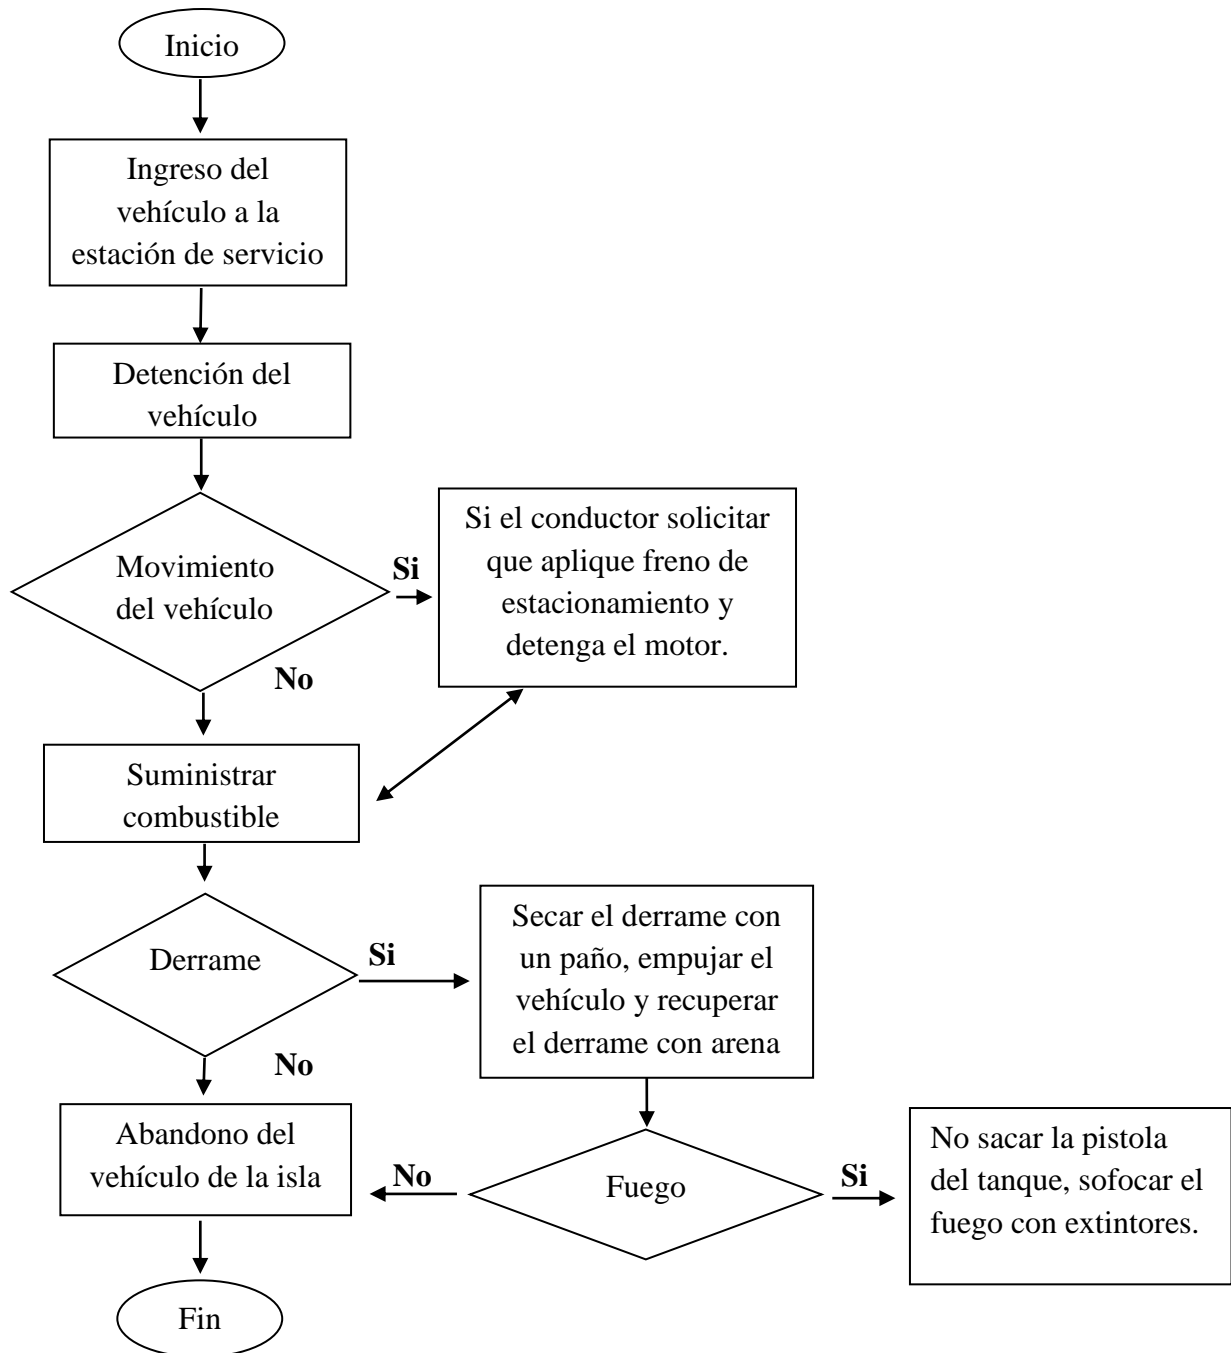 Inicio
Ingreso del
vehículo a la
estación de servicio
Detención del
vehículo
Movimiento
del vehículo
Si
Si el conductor solicitar
que aplique freno de
estacionamiento y
detenga el motor.
No
Suministrar
combustible
Derrame
Si
Secar el derrame con
un paño, empujar el
vehículo y recuperar
el derrame con arena
No
Abandono del
vehículo de la isla
No
Fuego
Si
No sacar la pistola
del tanque, sofocar el
fuego con extintores.
Fin